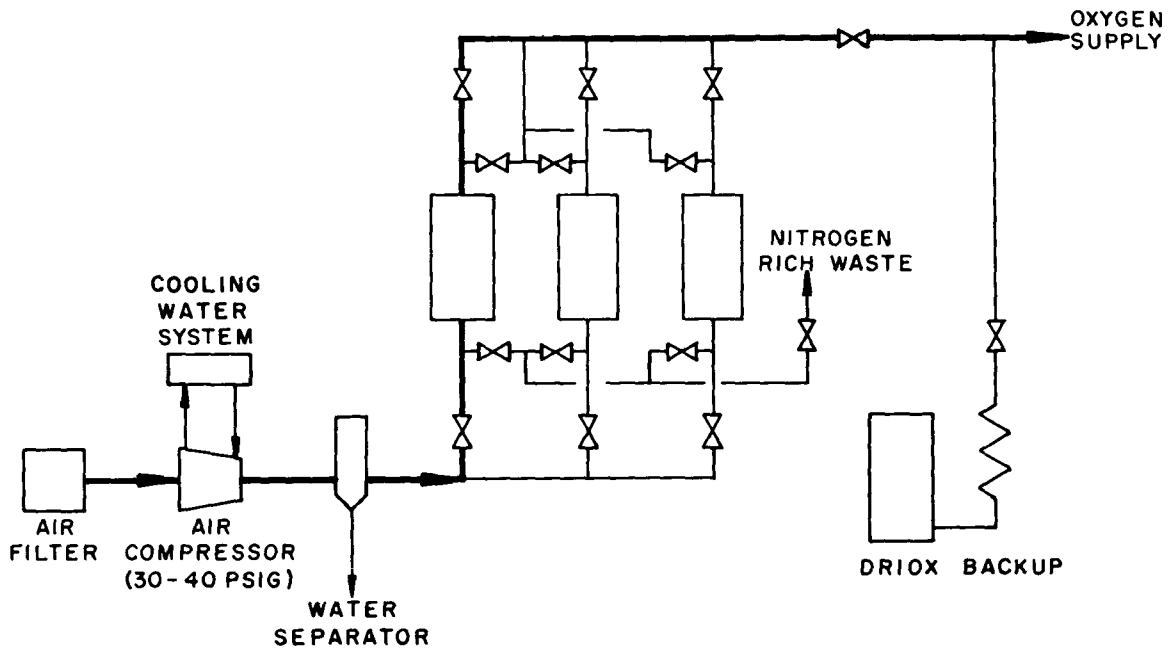 OXYGEN
SUPPLY
NITROGEN
RICH WASTE
COOLING
WATER
SYSTEM
AIR
FILTER
AIR
COMPRESSOR
(30-40 PSIG)
WATER
SEPARATOR
DRIOX BACKUP